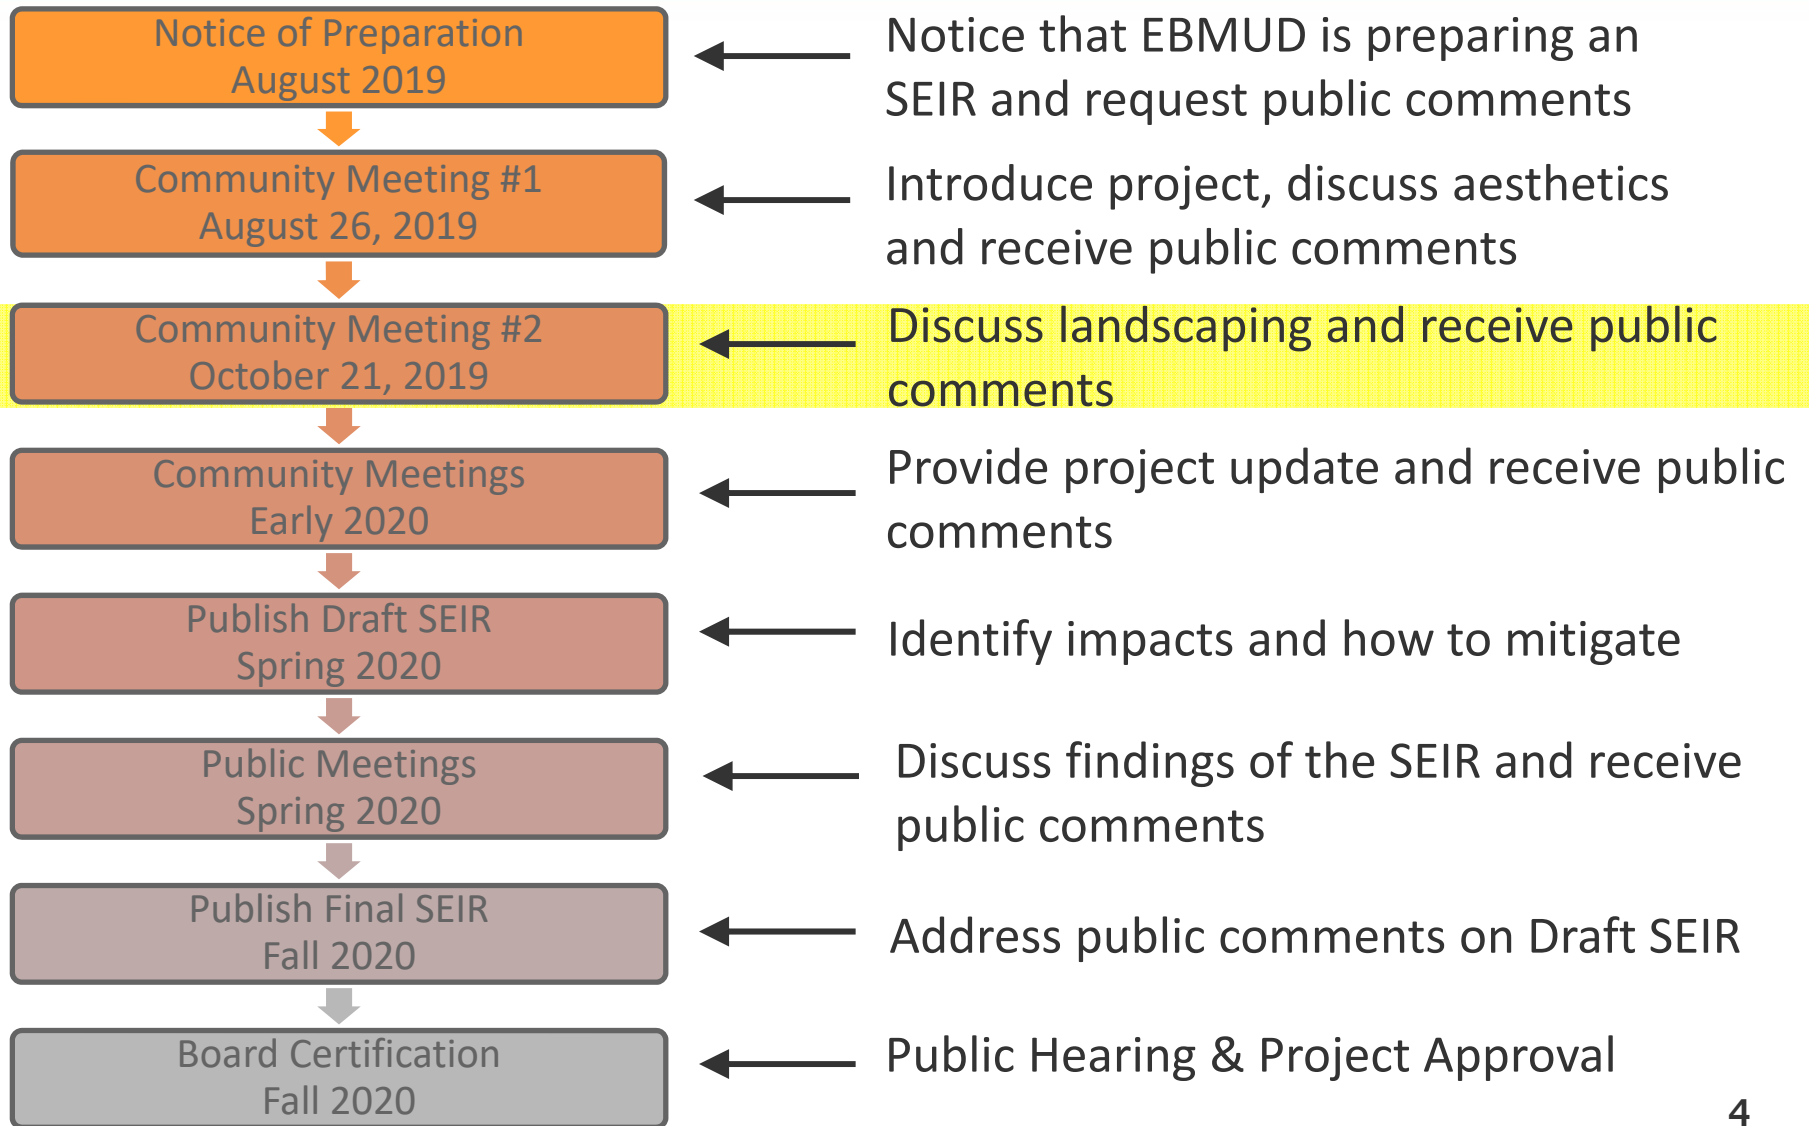 Notice of Preparation
August 2019
Notice that EBMUD is preparing an
SEIR and request public comments
Community Meeting #1
August 26, 2019
Introduce project, discuss aesthetics
and receive public comments
Community Meeting #2
October 21, 2019
Discuss landscaping and receive public
comments
Community Meetings
Early 2020
Provide project update and receive public
comments
Publish Draft SEIR
Spring 2020
Identify impacts and how to mitigate
Public Meetings
Spring 2020
Discuss findings of the SEIR and receive
public comments
Publish Final SEIR
Fall 2020
Address public comments on Draft SEIR
Board Certification
Fall 2020
Public Hearing & Project Approval
4